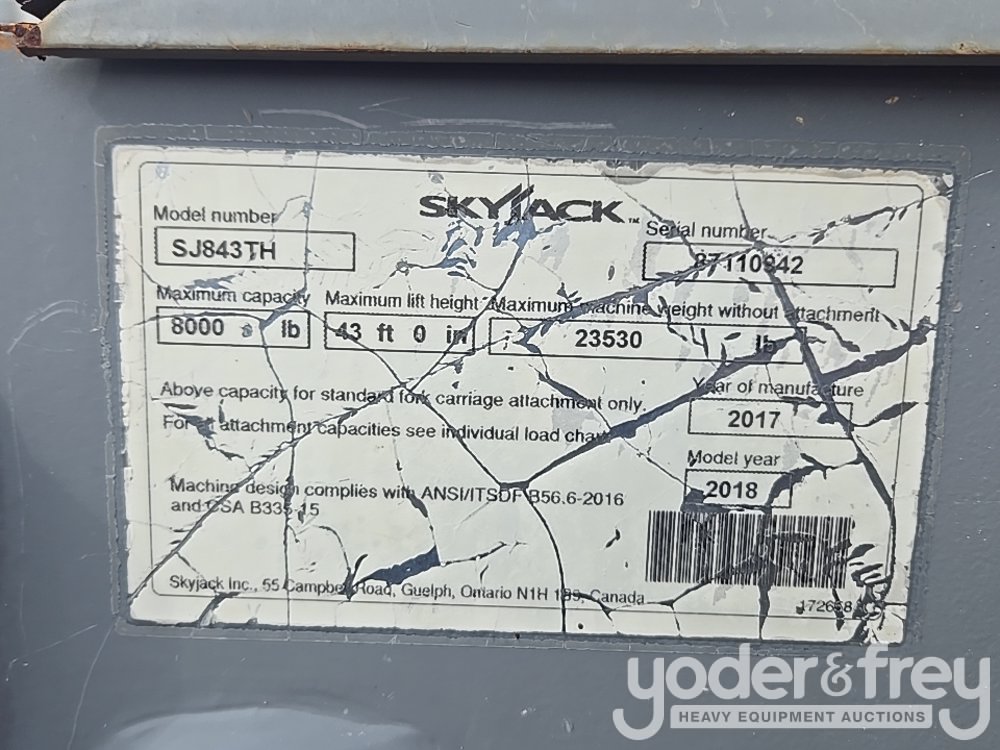 SKYJACK™
Model number
SJ843TH
Serial number
87110942
Maximum capacity
8000 lb
Maximum lift height
43 ft 0 in
Maximum machine weight without attachment
23530 lb
Above capacity for standard fork carriage attachment only.
For all attachment capacities see individual load chart
Year of manufacture
2017
Model year
2018
Machine design complies with ANSI/ITSDF B56.6-2016
and CSA B335-15
Skyjack Inc., 55 Campbell Road, Guelph, Ontario N1H 1B9, Canada
yoder&frey
HEAVY EQUIPMENT AUCTIONS